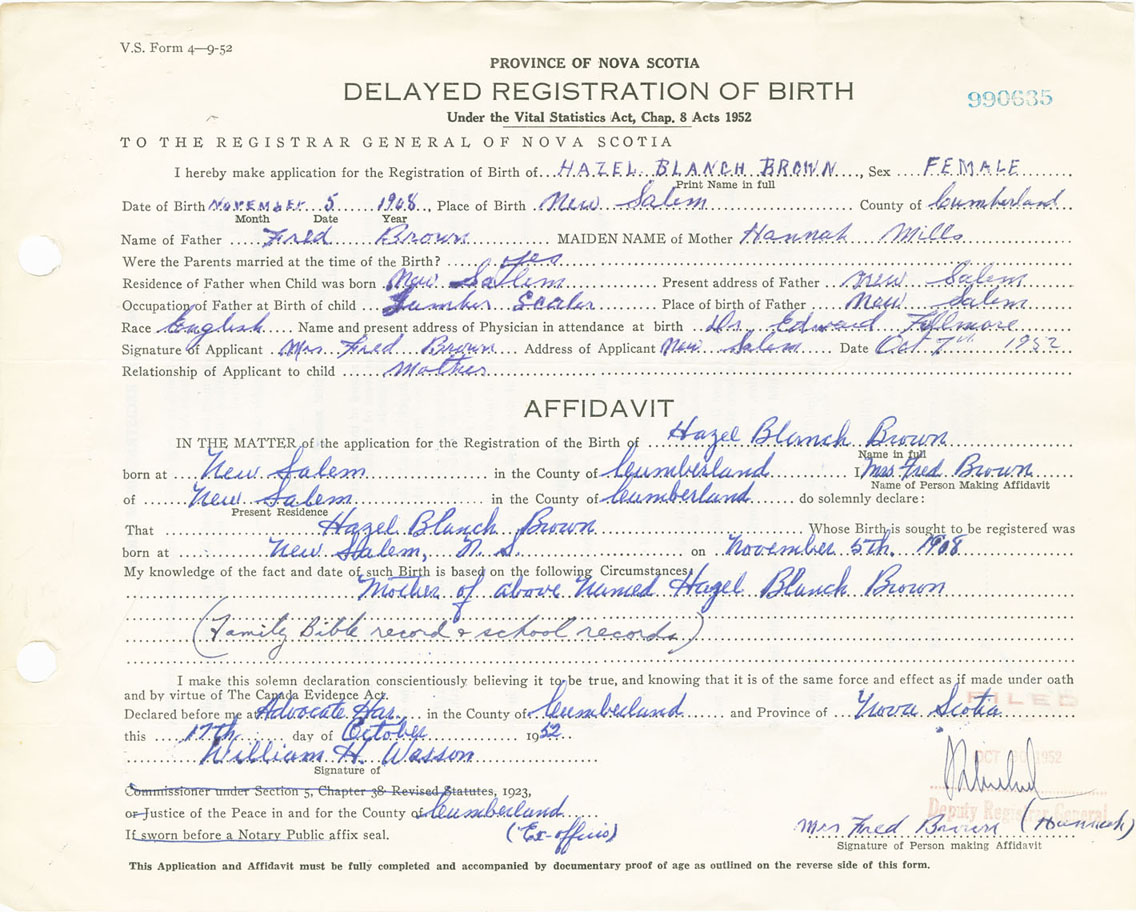 V.S. Form 4—9-52
PROVINCE OF NOVA SCOTIA
DELAYED REGISTRATION OF BIRTH
990635
Under the Vital Statistics Act, Chap. 8 Acts 1952
TO THE REGISTRAR GENERAL OF NOVA SCOTIA
I hereby make application for the Registration of Birth of HAZEL BLANCH BROWN, Sex FEMALE
Print Name in full
Date of Birth NOVEMBER 5 1908, Place of Birth New Salem County of Cumberland
Month Date Year
Name of Father Fred Brown MAIDEN NAME of Mother Hannah Mills
Were the Parents married at the time of the Birth? yes
Residence of Father when Child was born New Salem Present address of Father New Salem
Occupation of Father at Birth of child Lumber Scaler Place of birth of Father New Salem
Race English Name and present address of Physician in attendance at birth Dr. Edward Fillmore
Signature of Applicant Mrs Fred Brown Address of Applicant New Salem Date Oct 7th 1952
Relationship of Applicant to child Mother
AFFIDAVIT
IN THE MATTER of the application for the Registration of the Birth of Hazel Blanch Brown
Name in full
born at New Salem in the County of Cumberland I Mrs Fred Brown
Name of Person Making Affidavit
of New Salem in the County of Cumberland do solemnly declare:
Present Residence
That Hazel Blanch Brown Whose Birth is sought to be registered was
born at New Salem, N.S. on November 5th, 1908
My knowledge of the fact and date of such Birth is based on the following Circumstances,
Mother of above Named Hazel Blanch Brown
(Family Bible record & school records)
I make this solemn declaration conscientiously believing it to be true, and knowing that it is of the same force and effect as if made under oath
and by virtue of The Canada Evidence Act.
FILED
Declared before me at Advocate Har. in the County of Cumberland and Province of Nova Scotia
this 17th day of October 1952
William H. Wasson
Signature of
OCT 1952
Commissioner under Section 5, Chapter 38 Revised Statutes, 1923,
or Justice of the Peace in and for the County of Cumberland
Deputy Registrar General
If sworn before a Notary Public affix seal. (Ex-officio)
Mrs Fred Brown (Hannah)
Signature of Person making Affidavit
This Application and Affidavit must be fully completed and accompanied by documentary proof of age as outlined on the reverse side of this form.